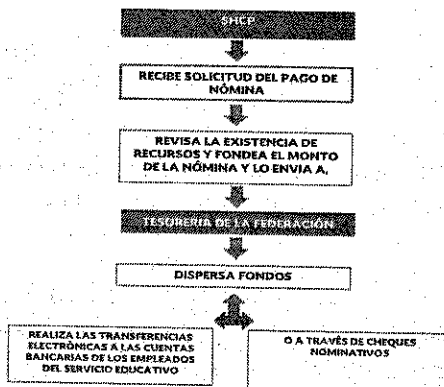 SHCP
RECIBE SOLICITUD DEL PAGO DE
NÓMINA
REVISA LA EXISTENCIA DE
RECURSOS Y FONDEA EL MONTO
DE LA NÓMINA Y LO ENVIA A,
TESORERÍA DE LA FEDERACIÓN
DISPERSA FONDOS
REALIZA LAS TRANSFERENCIAS
ELECTRÓNICAS A LAS CUENTAS
BANCARIAS DE LOS EMPLEADOS
DEL SERVICIO EDUCATIVO
O A TRAVÉS DE CHEQUES
NOMINATIVOS